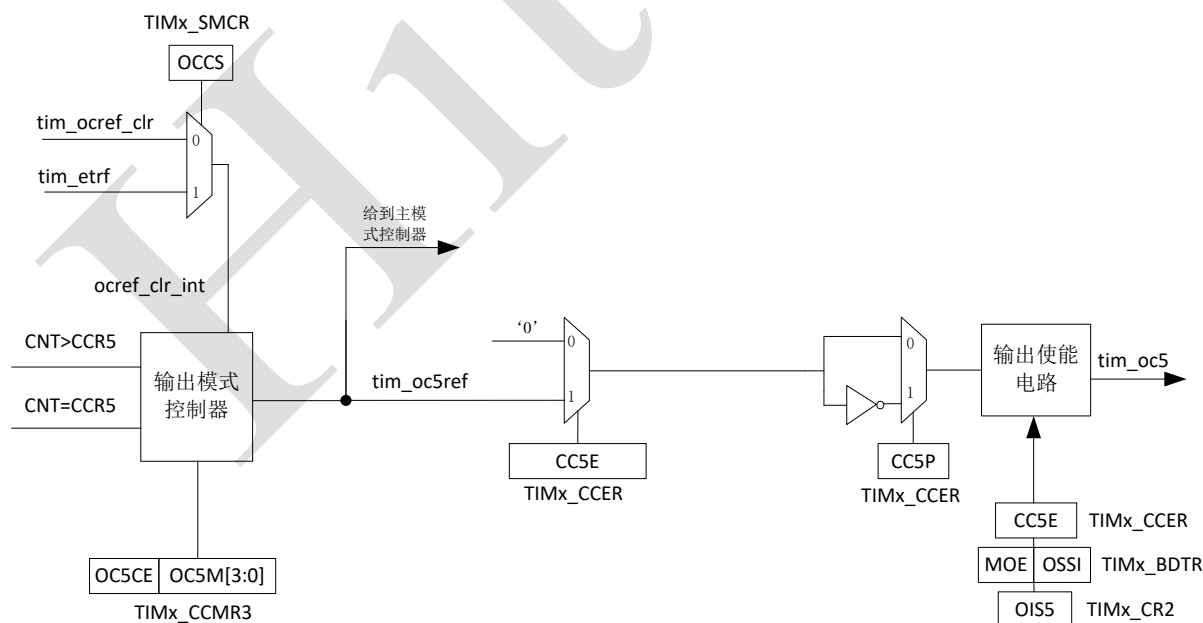 TIMx_SMCR
OCCS
tim_ocref_clr
0
tim_etrf
1
给到主模
式控制器
ocref_clr_int
CNT>CCR5
CNT=CCR5
输出模式
控制器
‘0’
0
tim_oc5ref
1
0
1
输出使能
电路
tim_oc5
CC5E
TIMx_CCER
CC5P
TIMx_CCER
CC5E TIMx_CCER
MOE OSSI TIMx_BDTR
OIS5 TIMx_CR2
OC5CE OC5M[3:0]
TIMx_CCMR3